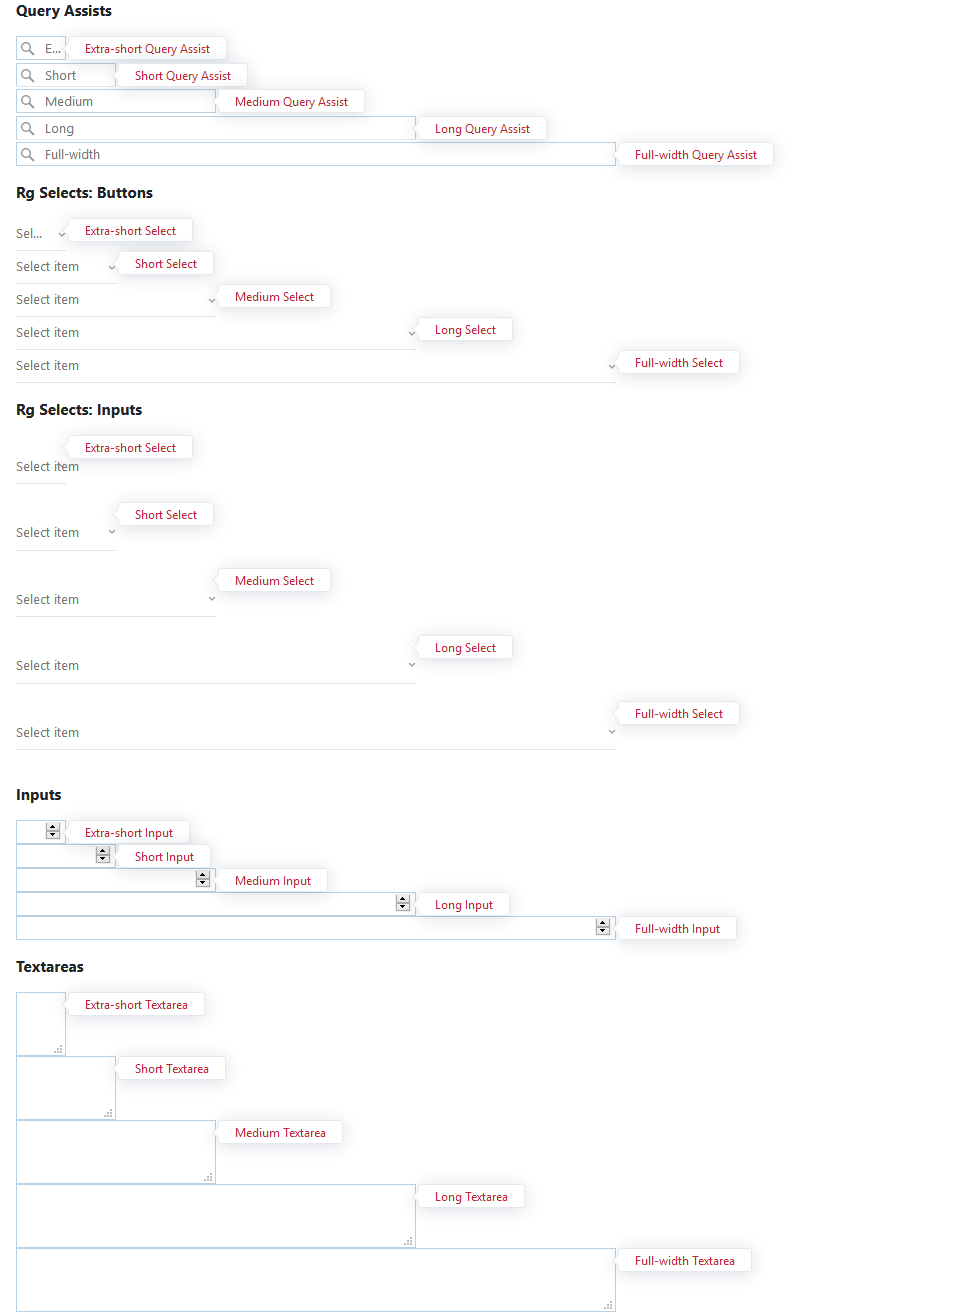 Query Assists
E... Extra-short Query Assist
Short Short Query Assist
Medium Medium Query Assist
Long Long Query Assist
Full-width Full-width Query Assist
Rg Selects: Buttons
Sel... Extra-short Select
Select item Short Select
Select item Medium Select
Select item Long Select
Select item Full-width Select
Rg Selects: Inputs
Extra-short Select
Select item
Short Select
Select item
Medium Select
Select item
Long Select
Select item
Full-width Select
Select item
Inputs
Extra-short Input
Short Input
Medium Input
Long Input
Full-width Input
Textareas
Extra-short Textarea
Short Textarea
Medium Textarea
Long Textarea
Full-width Textarea